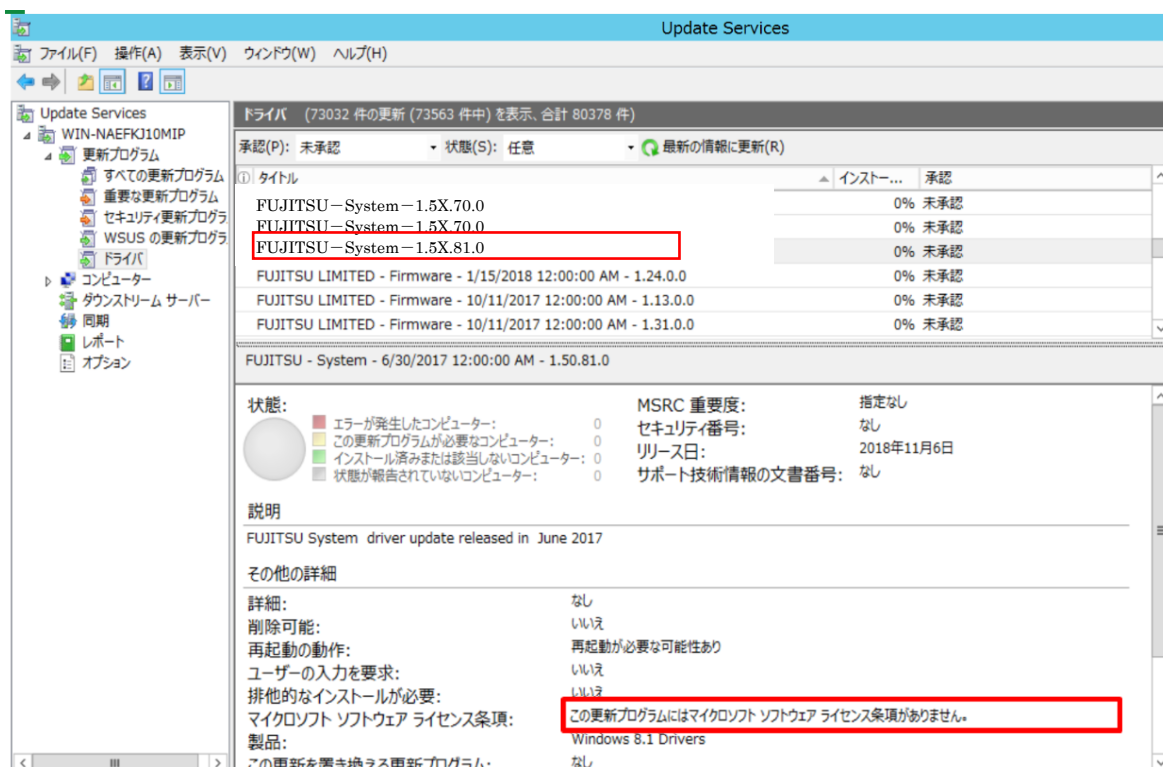 Update Services
ファイル(F) 操作(A) 表示(V) ウィンドウ(W) ヘルプ(H)
Update Services
WIN-NAEFKJ10MIP
更新プログラム
すべての更新プログラム
重要な更新プログラム
セキュリティ更新プログラ
WSUS の更新プログラ
ドライバ
コンピューター
ダウンストリーム サーバー
同期
レポート
オプション
ドライバ (73032 件の更新 (73563 件中) を表示、合計 80378 件)
承認(P): 未承認 状態(S): 任意 最新の情報に更新(R)
タイトル インストー... 承認
FUJITSU－System－1.5X.70.0 0% 未承認
FUJITSU－System－1.5X.70.0 0% 未承認
FUJITSU－System－1.5X.81.0 0% 未承認
FUJITSU LIMITED - Firmware - 1/15/2018 12:00:00 AM - 1.24.0.0 0% 未承認
FUJITSU LIMITED - Firmware - 10/11/2017 12:00:00 AM - 1.13.0.0 0% 未承認
FUJITSU LIMITED - Firmware - 10/11/2017 12:00:00 AM - 1.31.0.0 0% 未承認
FUJITSU - System - 6/30/2017 12:00:00 AM - 1.50.81.0
状態:
エラーが発生したコンピューター: 0
この更新プログラムが必要なコンピューター: 0
インストール済みまたは該当しないコンピューター: 0
状態が報告されていないコンピューター: 0
MSRC 重要度: 指定なし
セキュリティ番号: なし
リリース日: 2018年11月6日
サポート技術情報の文書番号: なし
説明
FUJITSU System driver update released in June 2017
その他の詳細
詳細: なし
削除可能: いいえ
再起動の動作: 再起動が必要な可能性あり
ユーザーの入力を要求: いいえ
排他的なインストールが必要: いいえ
マイクロソフト ソフトウェア ライセンス条項: この更新プログラムにはマイクロソフト ソフトウェア ライセンス条項がありません。
製品: Windows 8.1 Drivers
この更新を置き換える更新プログラム: なし